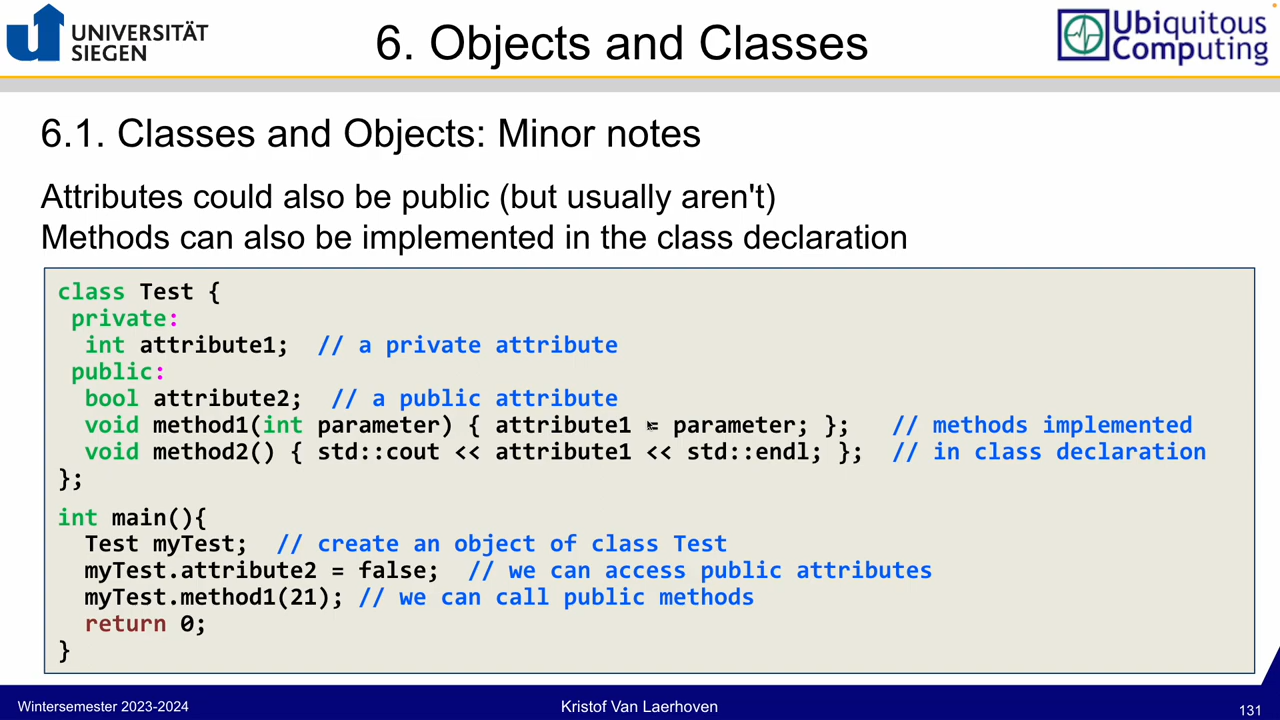 UNIVERSITÄT
SIEGEN
6. Objects and Classes
Ubiquitous
Computing
6.1. Classes and Objects: Minor notes
Attributes could also be public (but usually aren't)
Methods can also be implemented in the class declaration
class Test {
 private:
  int attribute1;  // a private attribute
 public:
  bool attribute2;  // a public attribute
  void method1(int parameter) { attribute1 = parameter; };   // methods implemented
  void method2() { std::cout << attribute1 << std::endl; };  // in class declaration
};
int main(){
  Test myTest;  // create an object of class Test
  myTest.attribute2 = false;  // we can access public attributes
  myTest.method1(21); // we can call public methods
  return 0;
}
Wintersemester 2023-2024
Kristof Van Laerhoven
131